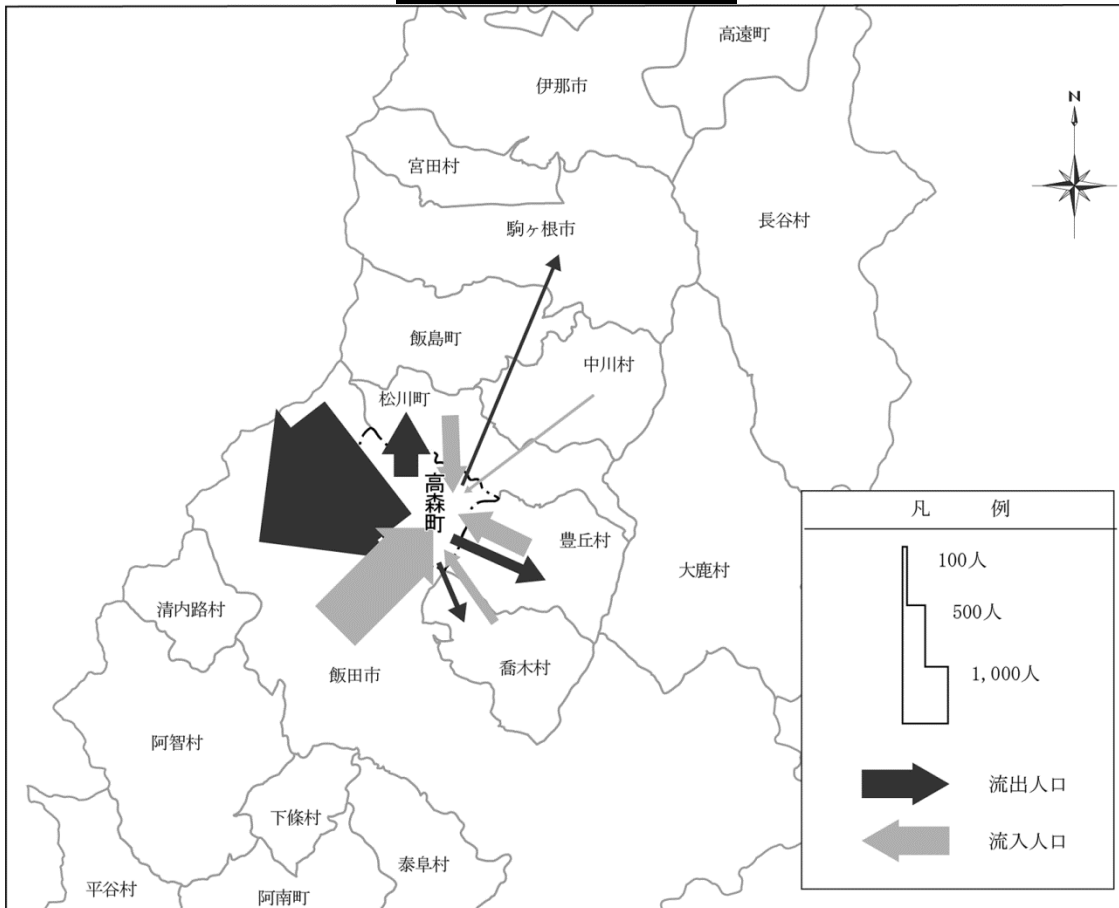 高遠町
伊那市
N
宮田村
長谷村
駒ヶ根市
飯島町
中川村
松川町
高森町
豊丘村
大鹿村
清内路村
飯田市
喬木村
阿智村
下條村
泰阜村
平谷村
阿南町
凡 例
100人
500人
1,000人
流出人口
流入人口